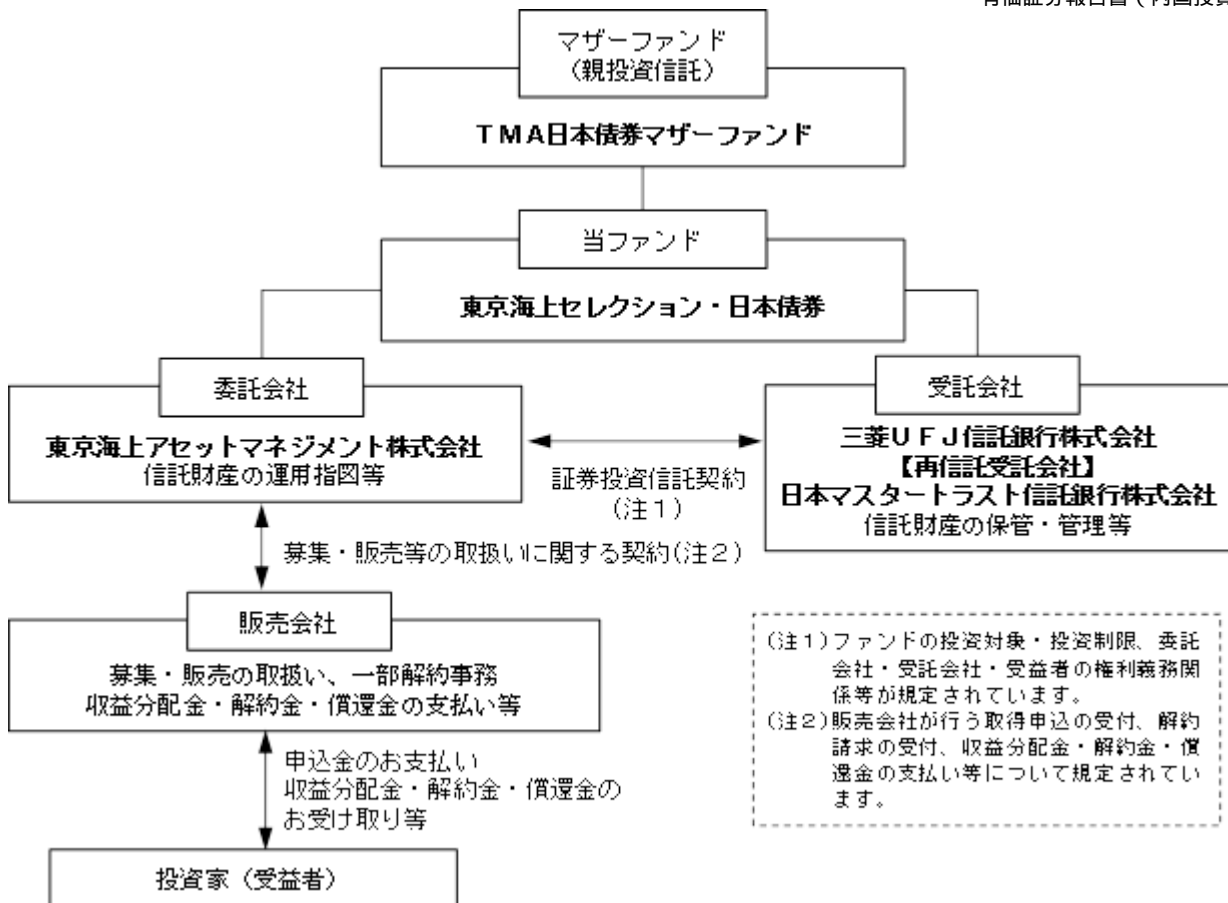 マザーファンド
(親投資信託)
TMA日本債券マザーファンド
当ファンド
東京海上セレクション・日本債券
委託会社
東京海上アセットマネジメント株式会社
信託財産の運用指図等
証券投資信託契約
(注1)
受託会社
三菱UFJ信託銀行株式会社
【再信託受託会社】
日本マスタートラスト信託銀行株式会社
信託財産の保管・管理等
募集・販売等の取扱いに関する契約(注2)
販売会社
募集・販売の取扱い、一部解約事務
収益分配金・解約金・償還金の支払い等
申込金のお支払い
収益分配金・解約金・償還金の
お受け取り等
投資家(受益者)
(注1)ファンドの投資対象・投資制限、委託
会社・受託会社・受益者の権利義務関
係等が規定されています。
(注2)販売会社が行う取得申込の受付、解約
請求の受付、収益分配金・解約金・償
還金の支払い等について規定されてい
ます。